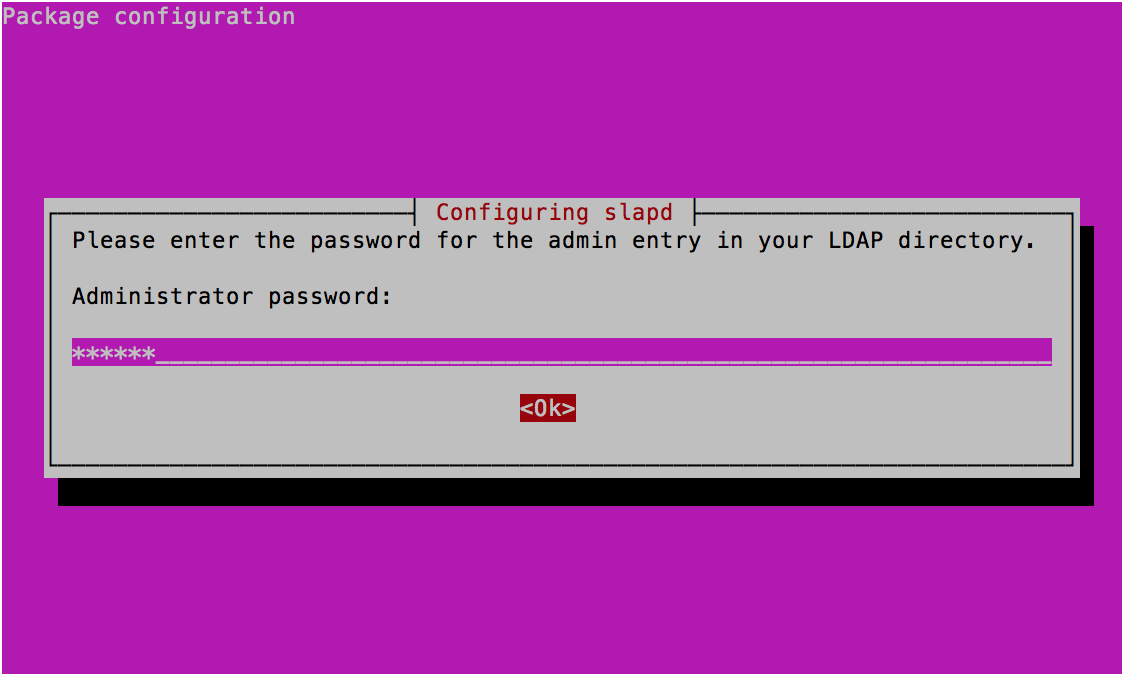 Package configuration
Configuring slapd
Please enter the password for the admin entry in your LDAP directory.
Administrator password:
******
<Ok>